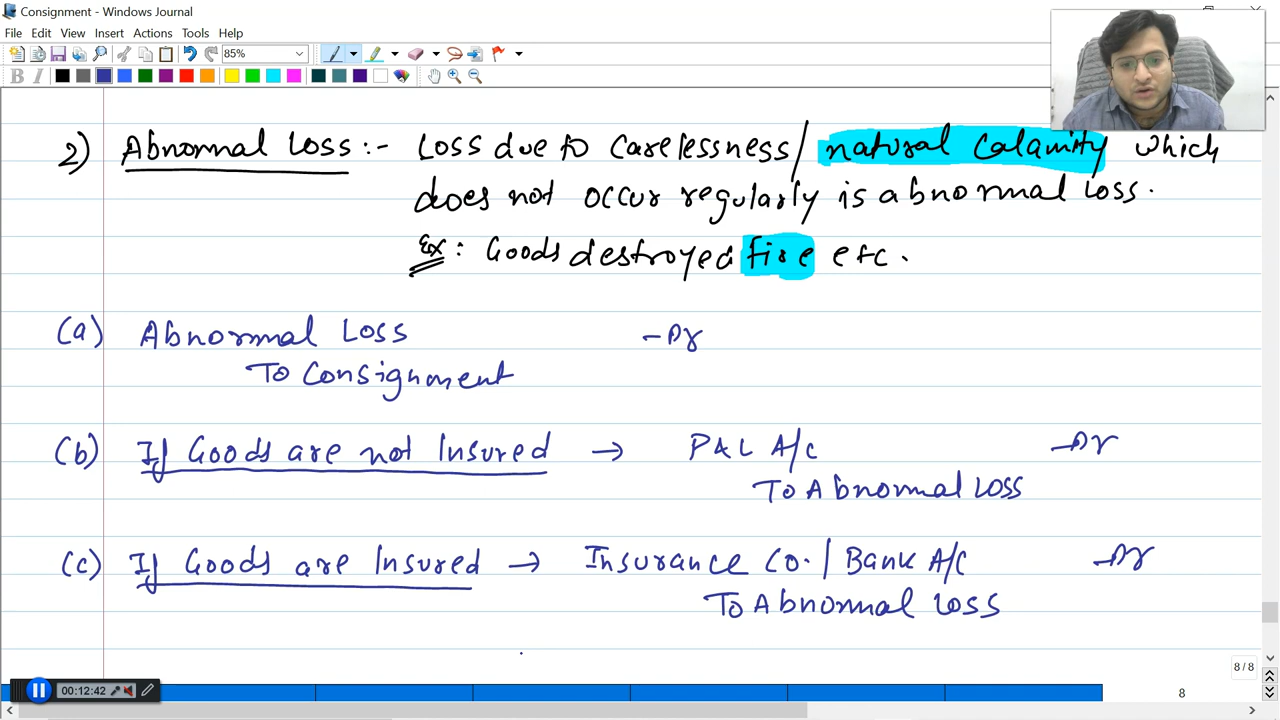 Consignment - Windows Journal
File Edit View Insert Actions Tools Help
85%
B I
2) Abnormal Loss :- Loss due to Carelessness/ natural Calamity which
does not occur regularly is abnormal Loss.
Ex : Goods destroyed fire etc.
(a) Abnormal Loss - Dr
To Consignment
(b) If Goods are not Insured → P&L A/c - Dr
To Abnormal Loss
(c) If Goods are Insured → Insurance Co. / Bank A/c - Dr
To Abnormal Loss
8 / 8
00:12:42
8